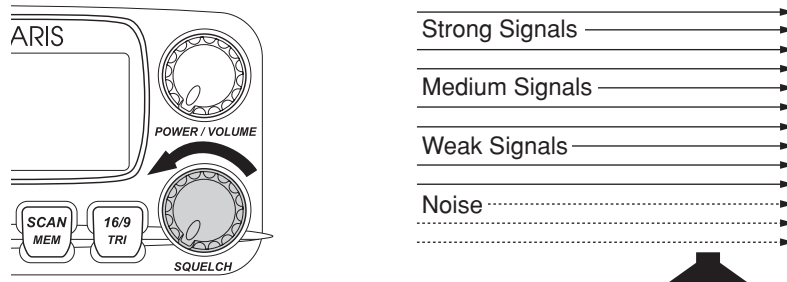 ARIS
POWER / VOLUME
SCAN
MEM
16/9
TRI
SQUELCH
Strong Signals
Medium Signals
Weak Signals
Noise